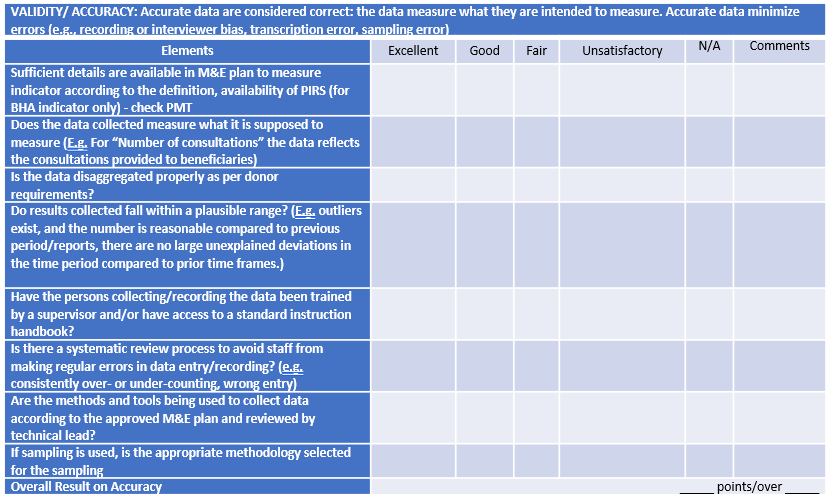 VALIDITY/ ACCURACY: Accurate data are considered correct: the data measure what they are intended to measure. Accurate data minimize
errors (e.g., recording or interviewer bias, transcription error, sampling error)
Elements Excellent Good Fair Unsatisfactory N/A Comments
Sufficient details are available in M&E plan to measure
indicator according to the definition, availability of PIRS (for
BHA indicator only) - check PMT
Does the data collected measure what it is supposed to
measure (E.g. For “Number of consultations” the data reflects
the consultations provided to beneficiaries)
Is the data disaggregated properly as per donor
requirements?
Do results collected fall within a plausible range? (E.g. outliers
exist, and the number is reasonable compared to previous
period/reports, there are no large unexplained deviations in
the time period compared to prior time frames.)
Have the persons collecting/recording the data been trained
by a supervisor and/or have access to a standard instruction
handbook?
Is there a systematic review process to avoid staff from
making regular errors in data entry/recording? (e.g.
consistently over- or under-counting, wrong entry)
Are the methods and tools being used to collect data
according to the approved M&E plan and reviewed by
technical lead?
If sampling is used, is the appropriate methodology selected
for the sampling
Overall Result on Accuracy _____ points/over _____